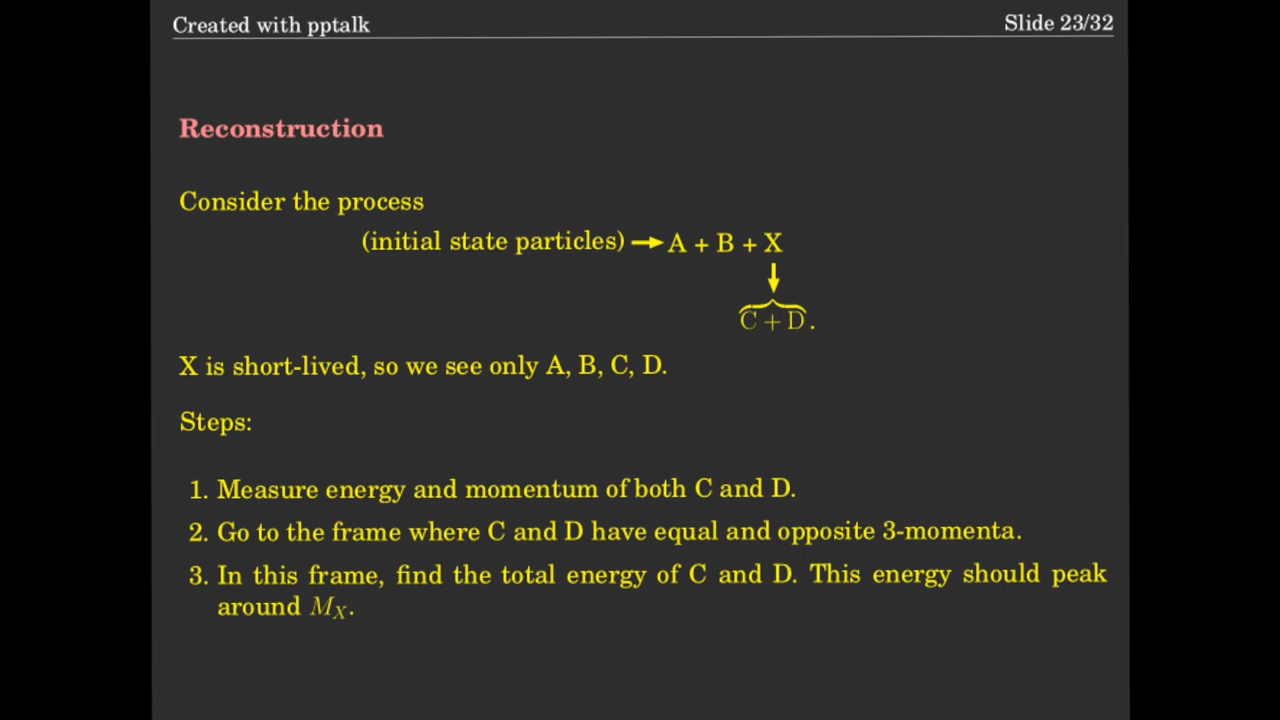 Created with pptalk
Slide 23/32
Reconstruction
Consider the process
(initial state particles) → A + B + X
↓
C + D.
X is short-lived, so we see only A, B, C, D.
Steps:
1. Measure energy and momentum of both C and D.
2. Go to the frame where C and D have equal and opposite 3-momenta.
3. In this frame, find the total energy of C and D. This energy should peak
around M_X.